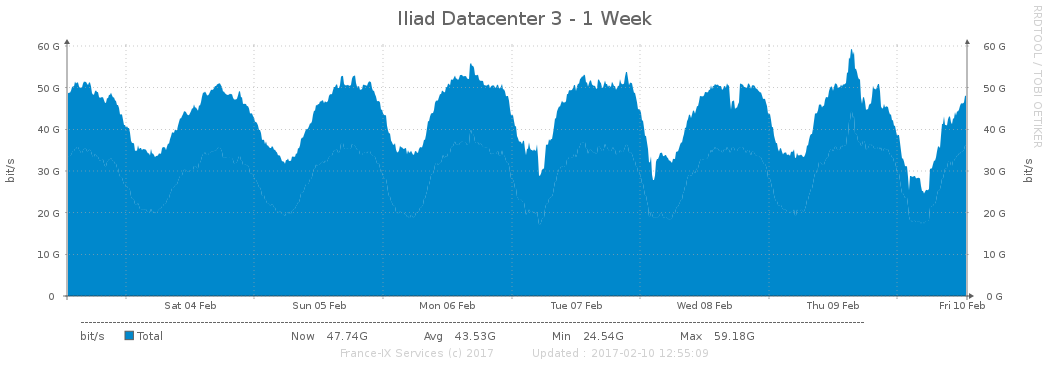 Iliad Datacenter 3 - 1 Week
RRDTOOL / TOBI OETIKER
60 G 60 G
50 G 50 G
40 G 40 G
30 G 30 G
20 G 20 G
10 G 10 G
0 0 G
bit/s bit/s
Sat 04 Feb Sun 05 Feb Mon 06 Feb Tue 07 Feb Wed 08 Feb Thu 09 Feb Fri 10 Feb
bit/s Total Now 47.74G Avg 43.53G Min 24.54G Max 59.18G
France-IX Services (c) 2017 Updated : 2017-02-10 12:55:09